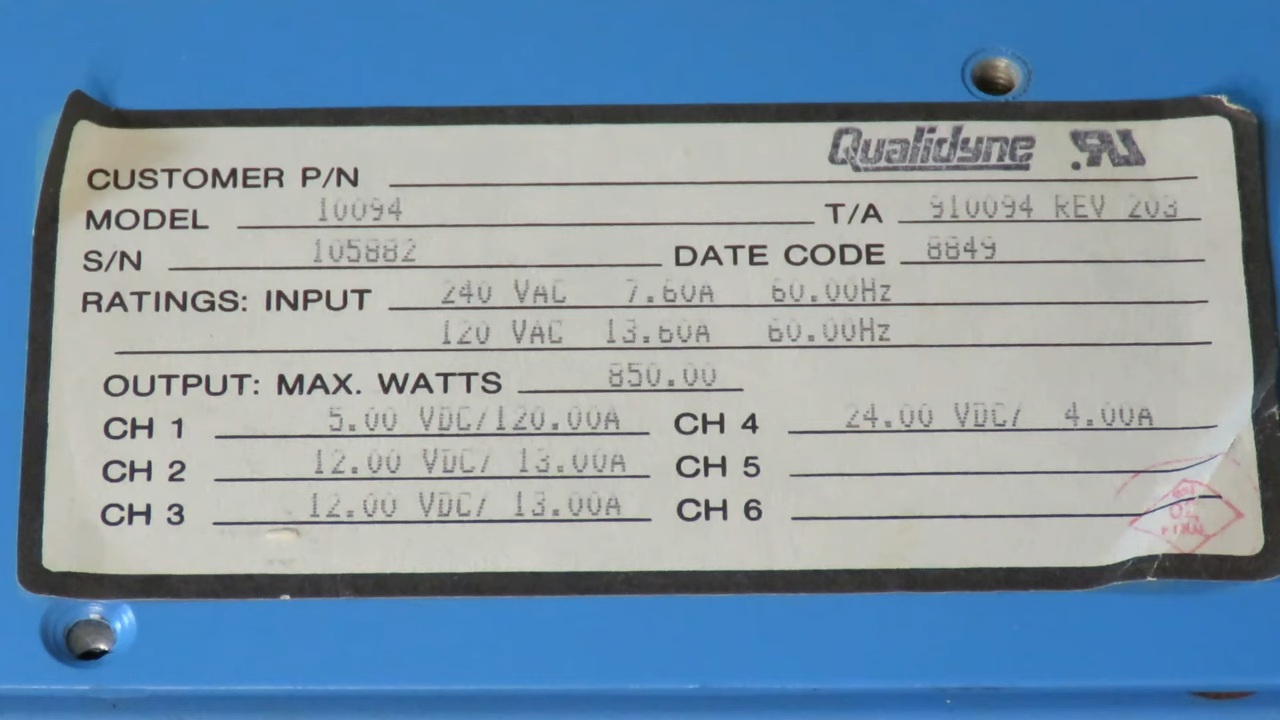 Qualidyne RU
CUSTOMER P/N
MODEL 10094 T/A 910094 REV 203
S/N 105882 DATE CODE 8849
RATINGS: INPUT 240 VAC 7.60A 60.00Hz
120 VAC 13.60A 60.00Hz
OUTPUT: MAX. WATTS 850.00
CH 1 5.00 VDC/120.00A CH 4 24.00 VDC/ 4.00A
CH 2 12.00 VDC/ 13.00A CH 5
CH 3 12.00 VDC/ 13.00A CH 6